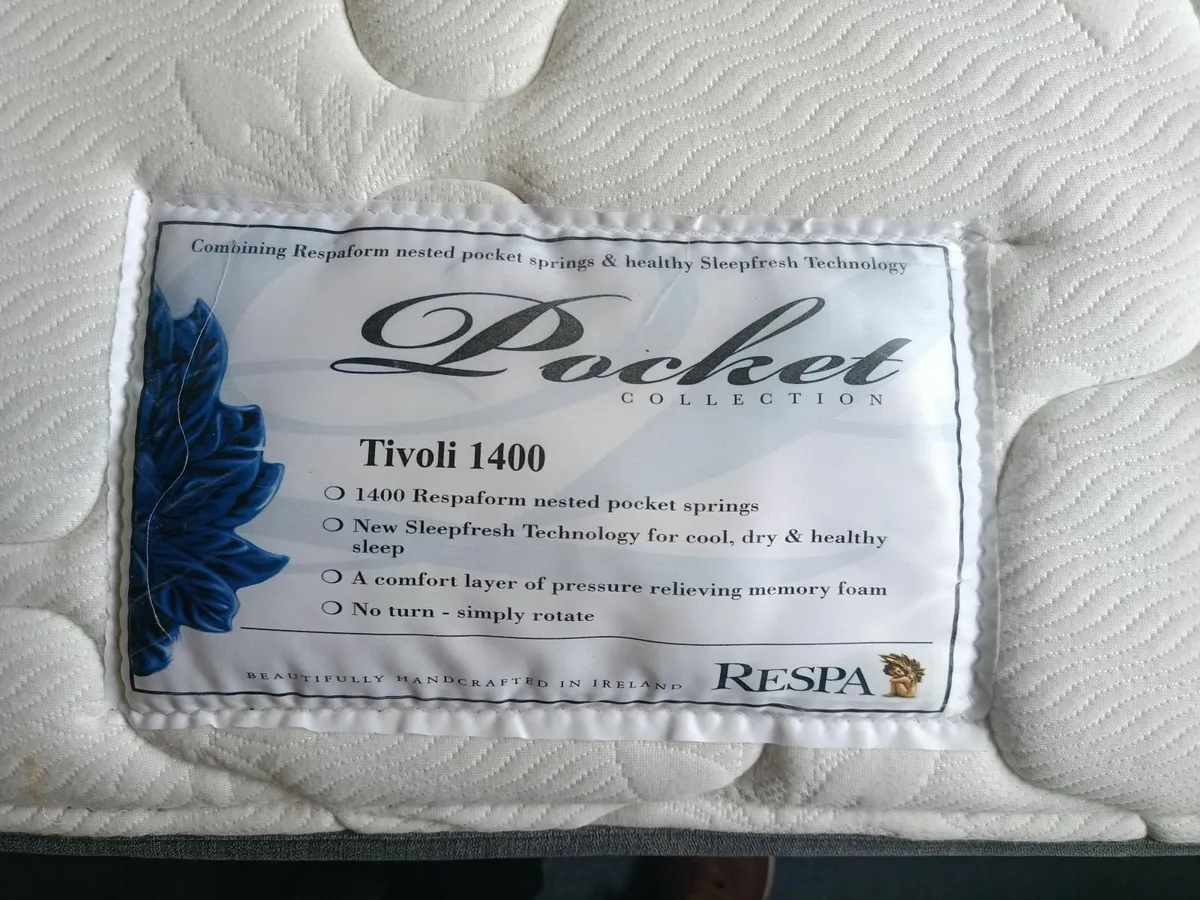 Combining Respaform nested pocket springs & healthy Sleepfresh Technology
Pocket
COLLECTION
Tivoli 1400
❍ 1400 Respaform nested pocket springs
❍ New Sleepfresh Technology for cool, dry & healthy
sleep
❍ A comfort layer of pressure relieving memory foam
❍ No turn - simply rotate
BEAUTIFULLY HANDCRAFTED IN IRELAND
RESPA